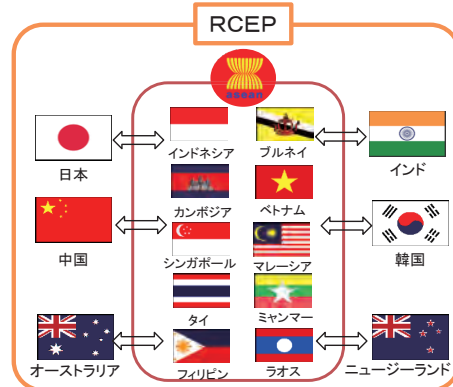 RCEP
asean
インドネシア
ブルネイ
日本
インド
カンボジア
ベトナム
中国
シンガポール
マレーシア
韓国
タイ
ミャンマー
オーストラリア
フィリピン
ラオス
ニュージーランド